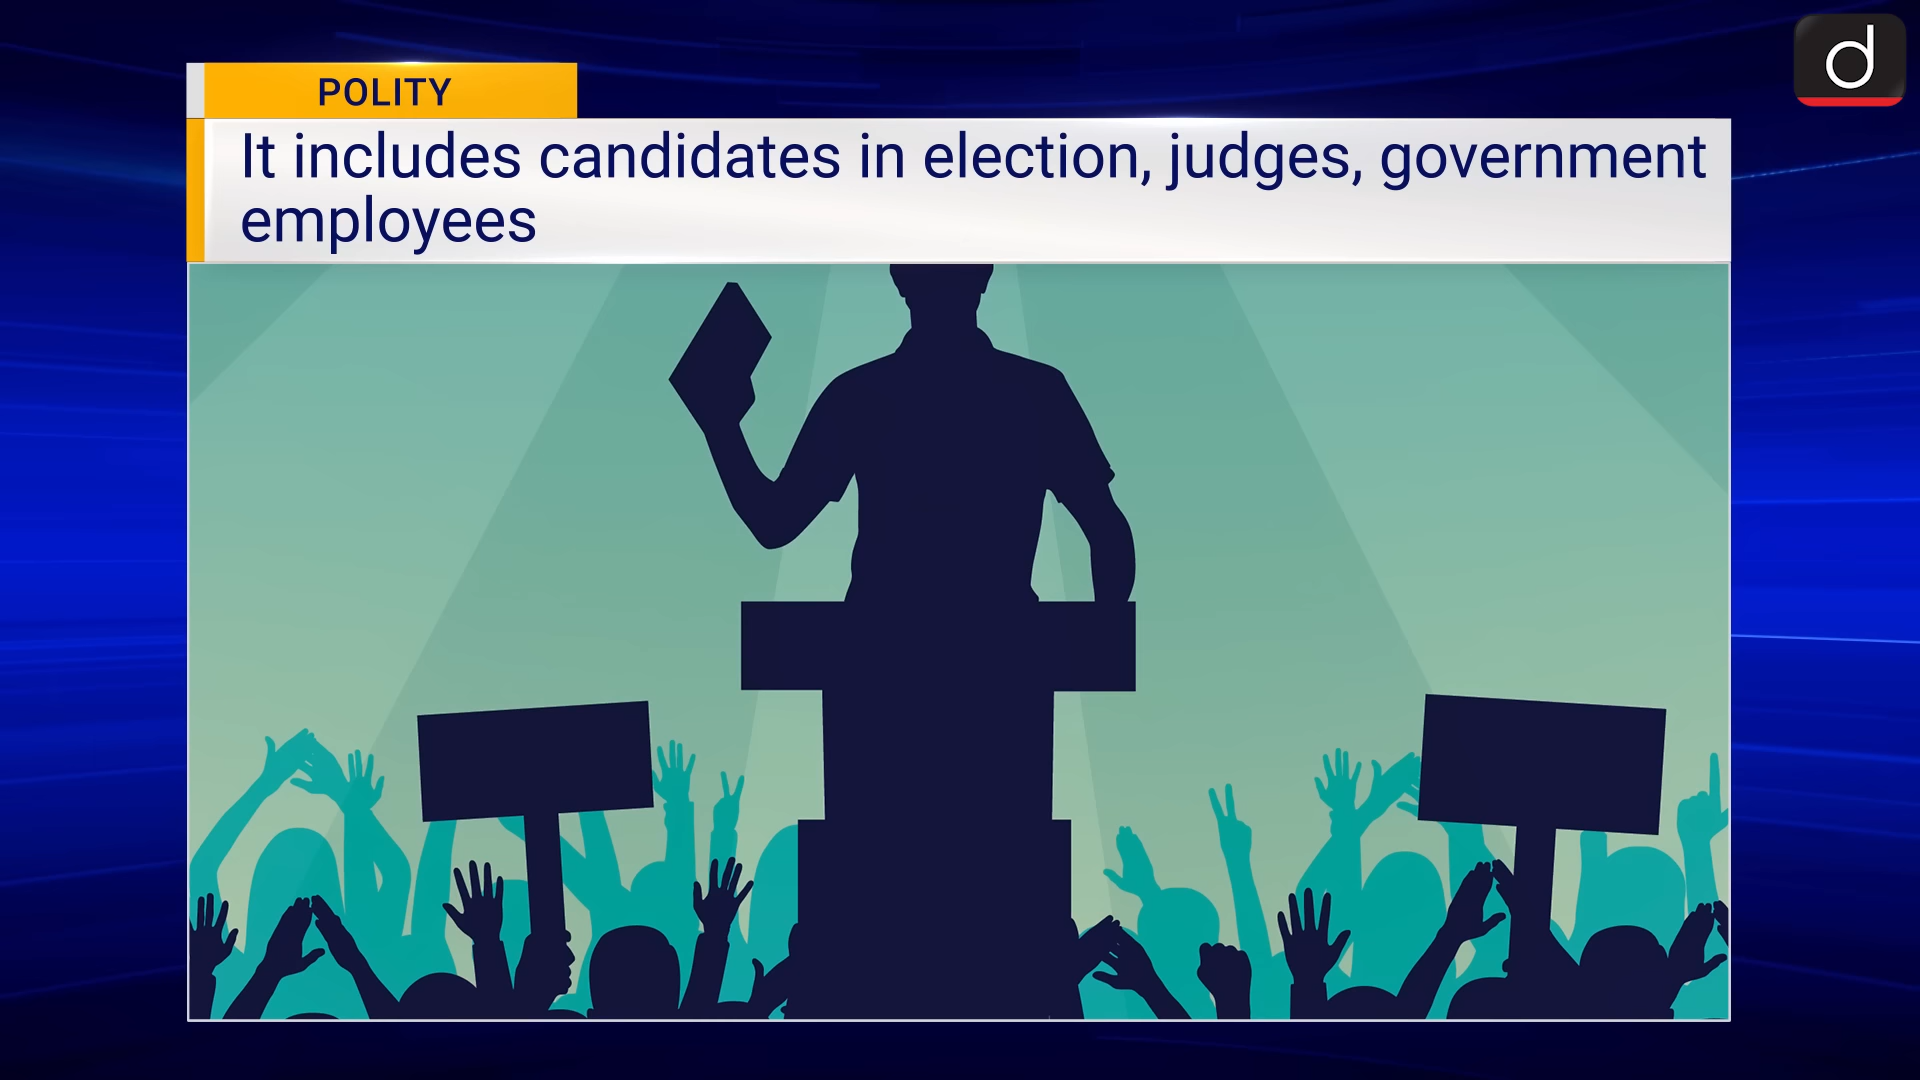 POLITY
It includes candidates in election, judges, government
employees
d